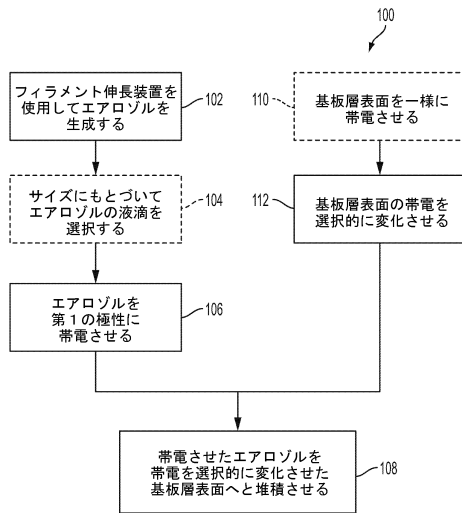 100
フィラメント伸長装置を
使用してエアロゾルを
生成する
102
110
基板層表面を一様に
帯電させる
サイズにもとづいて
エアロゾルの液滴を
選択する
104
112
基板層表面の帯電を
選択的に変化させる
エアロゾルを
第1の極性に
帯電させる
106
帯電させたエアロゾルを
帯電を選択的に変化させた
基板層表面へと堆積させる
108